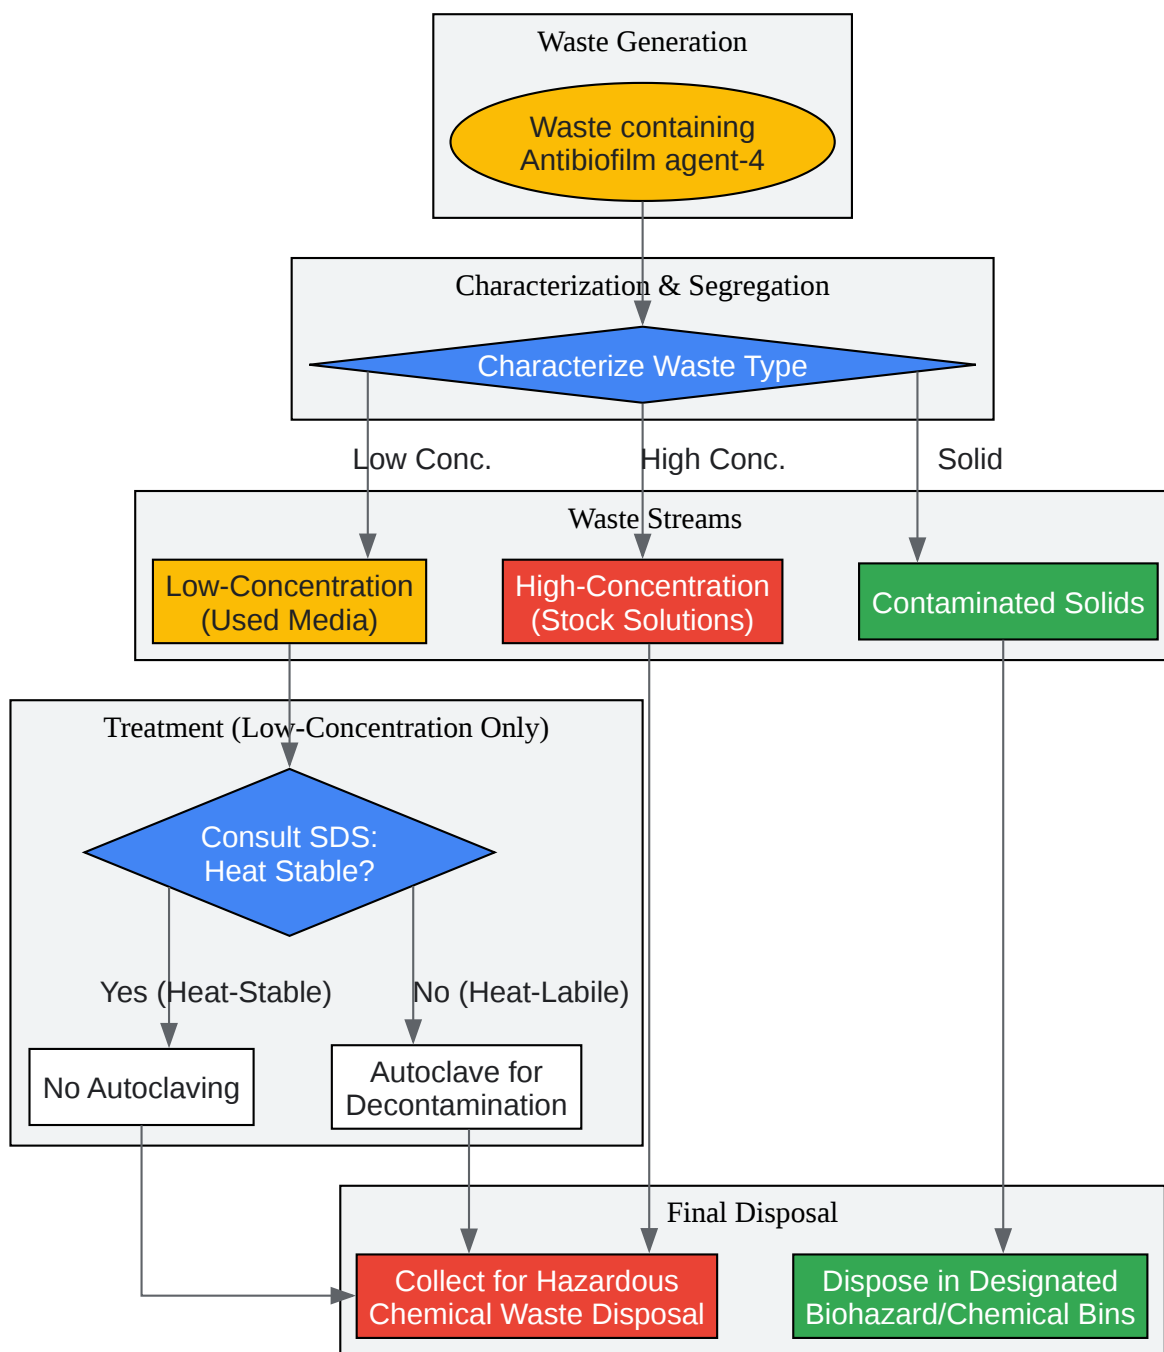 Waste Generation
Waste containing
Antibiofilm agent-4
Characterization & Segregation
Characterize Waste Type
Low Conc.
High Conc.
Solid
Waste Streams
Low-Concentration
(Used Media)
High-Concentration
(Stock Solutions)
Contaminated Solids
Treatment (Low-Concentration Only)
Consult SDS:
Heat Stable?
Yes (Heat-Stable)
No (Heat-Labile)
No Autoclaving
Autoclave for
Decontamination
Final Disposal
Collect for Hazardous
Chemical Waste Disposal
Dispose in Designated
Biohazard/Chemical Bins